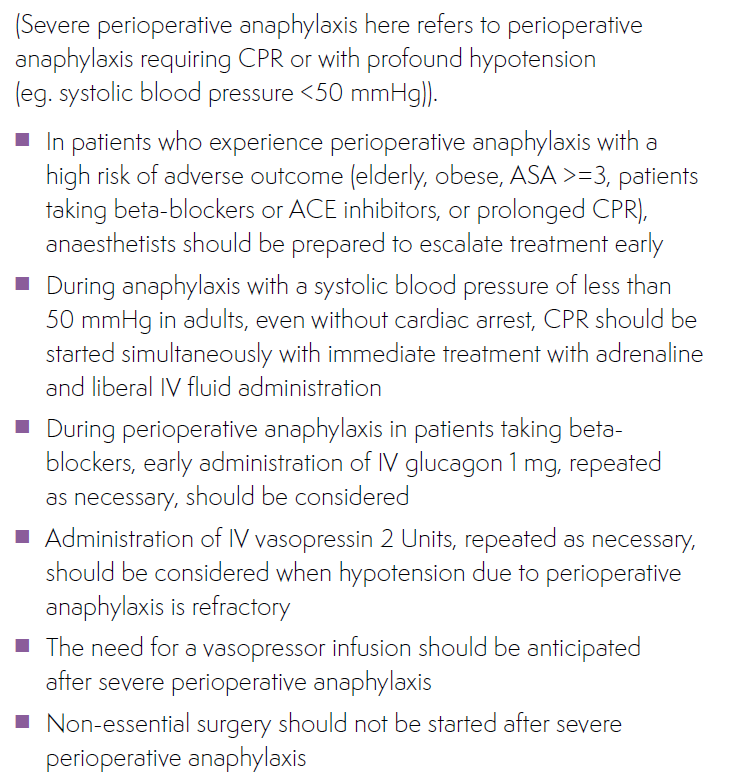 (Severe perioperative anaphylaxis here refers to perioperative
anaphylaxis requiring CPR or with profound hypotension
(eg. systolic blood pressure <50 mmHg)).
■ In patients who experience perioperative anaphylaxis with a
high risk of adverse outcome (elderly, obese, ASA >=3, patients
taking beta-blockers or ACE inhibitors, or prolonged CPR),
anaesthetists should be prepared to escalate treatment early
■ During anaphylaxis with a systolic blood pressure of less than
50 mmHg in adults, even without cardiac arrest, CPR should be
started simultaneously with immediate treatment with adrenaline
and liberal IV fluid administration
■ During perioperative anaphylaxis in patients taking beta-
blockers, early administration of IV glucagon 1 mg, repeated
as necessary, should be considered
■ Administration of IV vasopressin 2 Units, repeated as necessary,
should be considered when hypotension due to perioperative
anaphylaxis is refractory
■ The need for a vasopressor infusion should be anticipated
after severe perioperative anaphylaxis
■ Non-essential surgery should not be started after severe
perioperative anaphylaxis